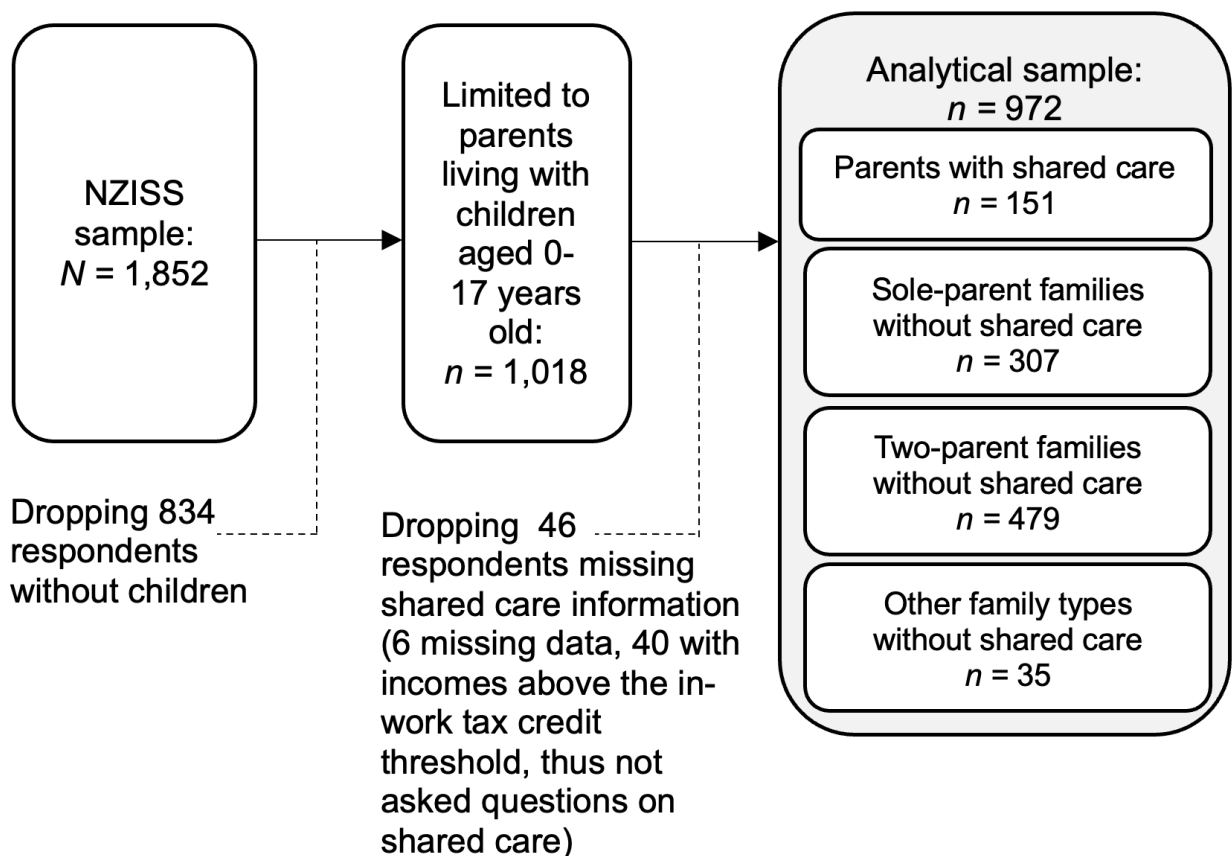 NZISS
sample:
N = 1,852
Dropping 834
respondents
without children
Limited to
parents
living with
children
aged 0-
17 years
old:
n = 1,018
Dropping  46
respondents missing
shared care information
(6 missing data, 40 with
incomes above the in-
work tax credit
threshold, thus not
asked questions on
shared care)
Analytical sample:
n = 972
Parents with shared care
n = 151
Sole-parent families
without shared care
n = 307
Two-parent families
without shared care
n = 479
Other family types
without shared care
n = 35